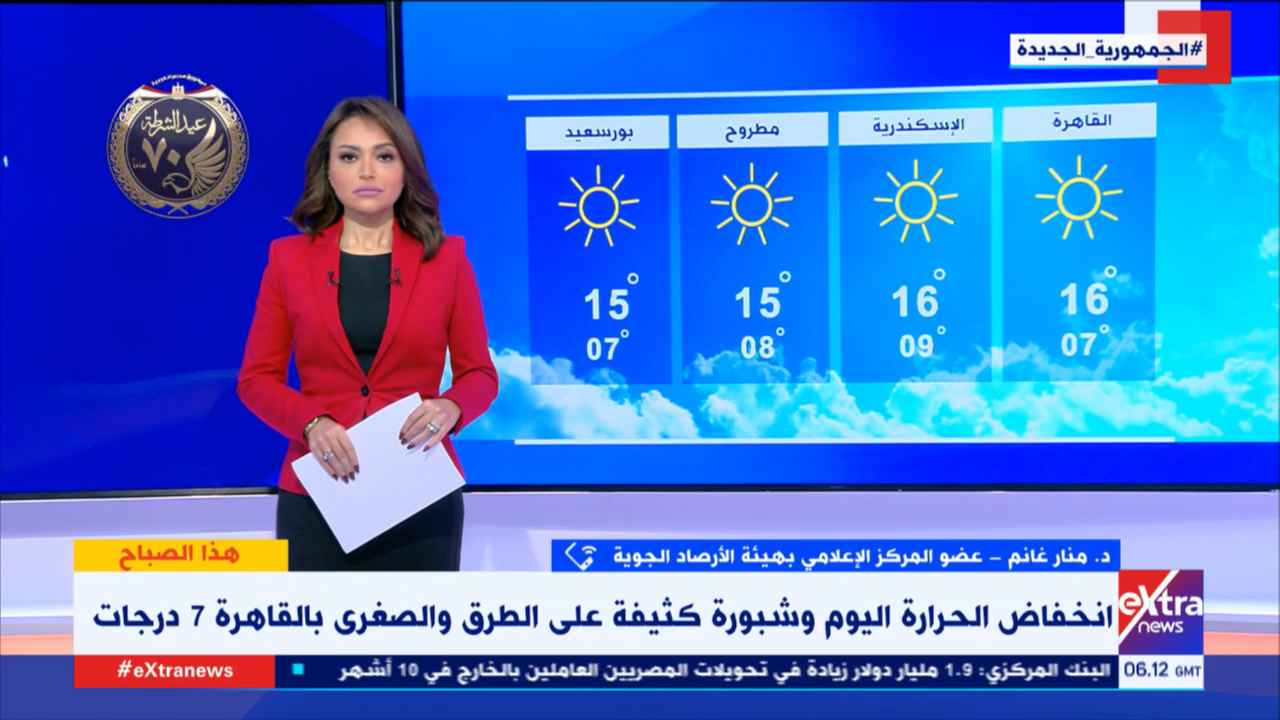 #الجمهورية_الجديدة
القاهرة
16°
07°
الإسكندرية
16°
09°
مطروح
15°
08°
بورسعيد
15°
07°
عيد الشرطة
٧٠
عاماً
هذا الصباح
د. منار غانم – عضو المركز الإعلامي بهيئة الأرصاد الجوية
انخفاض الحرارة اليوم وشبورة كثيفة على الطرق والصغرى بالقاهرة 7 درجات
eXtra
news
#eXtranews
البنك المركزي: 1.9 مليار دولار زيادة في تحويلات المصريين العاملين بالخارج في 10 أشهر
06.12 GMT